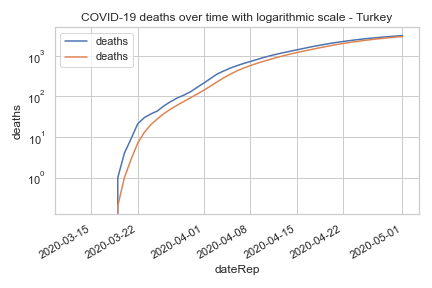 COVID-19 deaths over time with logarithmic scale - Turkey
deaths
deaths
deaths
10³
10²
10¹
10⁰
2020-03-15
2020-03-22
2020-04-01
2020-04-08
2020-04-15
2020-04-22
2020-05-01
dateRep